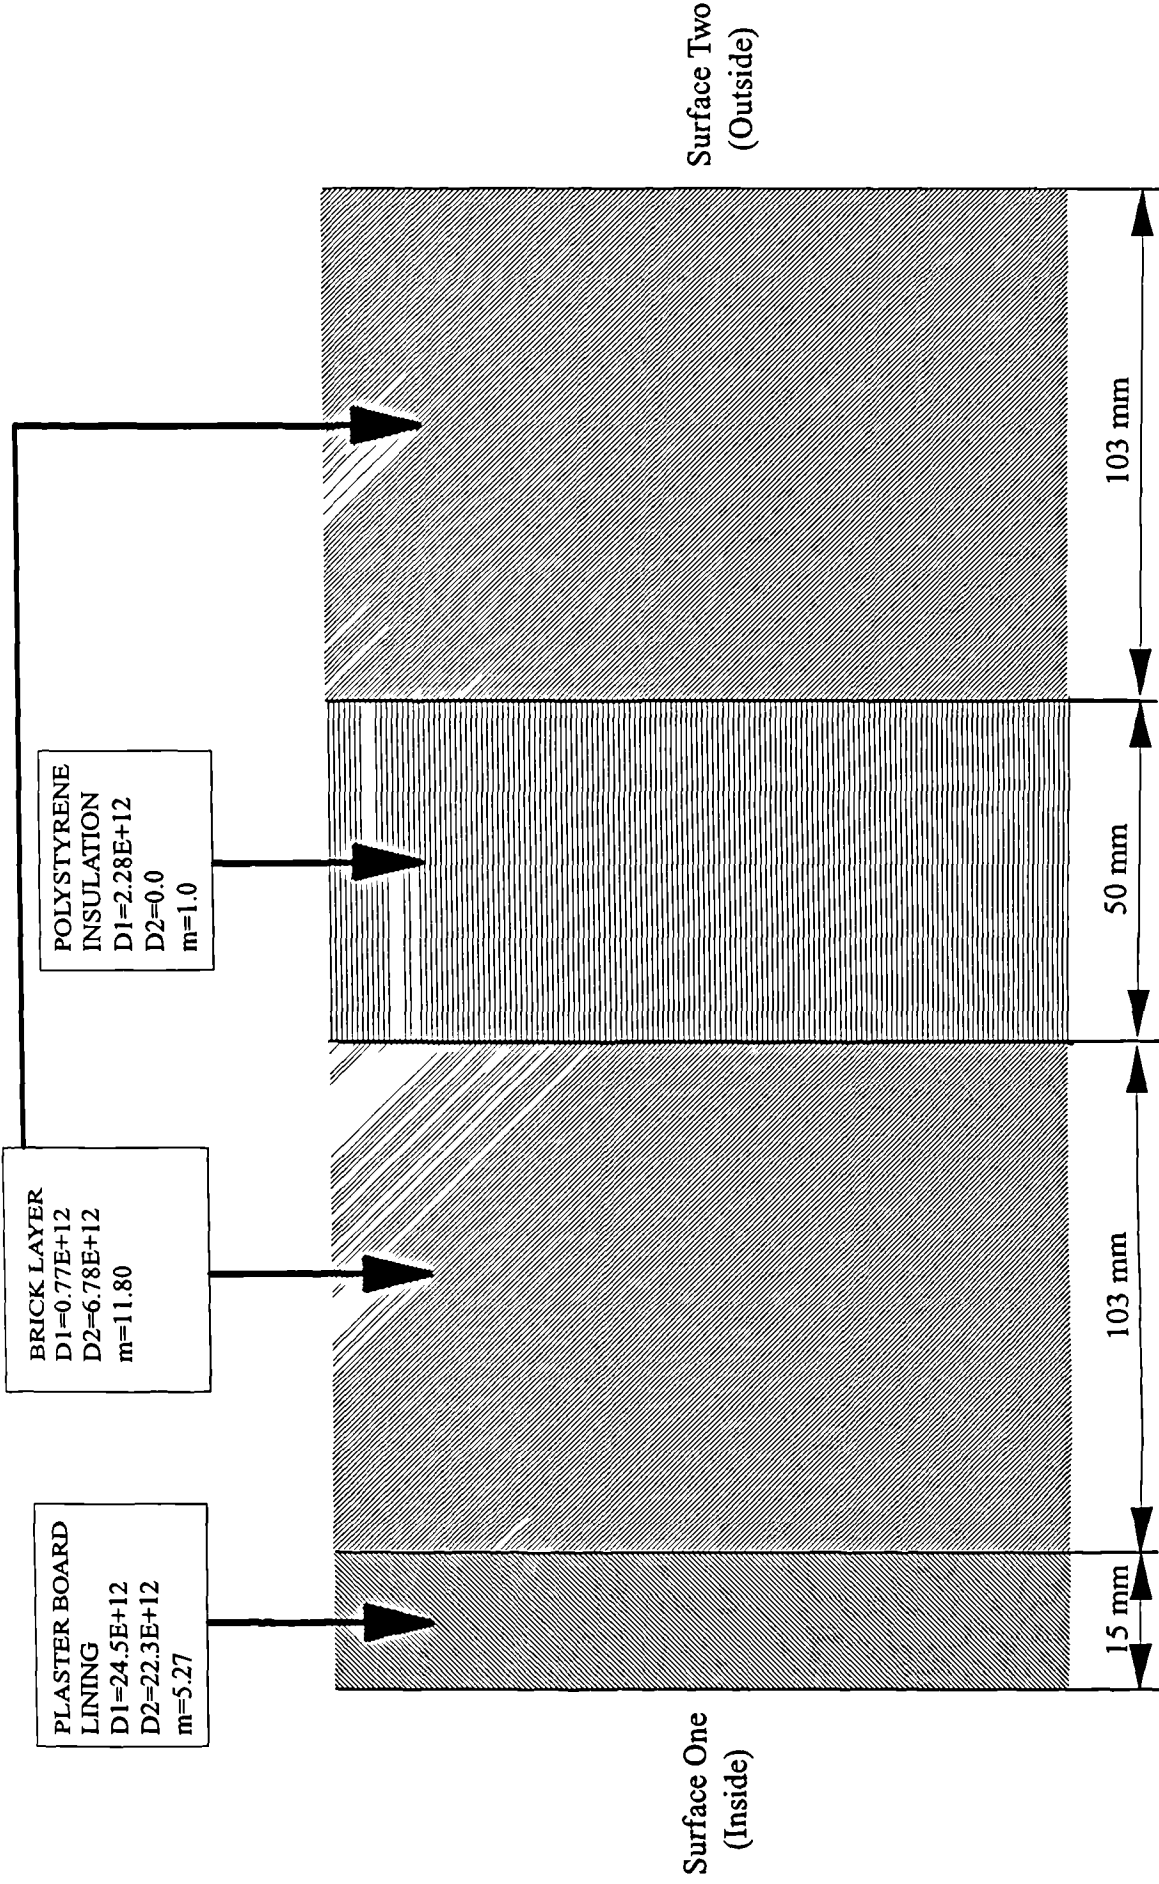 PLASTER BOARD
LINING
D1=24.5E+12
D2=22.3E+12
m=5.27
BRICK LAYER
D1=0.77E+12
D2=6.78E+12
m=11.80
POLYSTYRENE
INSULATION
D1=2.28E+12
D2=0.0
m=1.0
Surface One
(Inside)
Surface Two
(Outside)
15 mm
103 mm
50 mm
103 mm